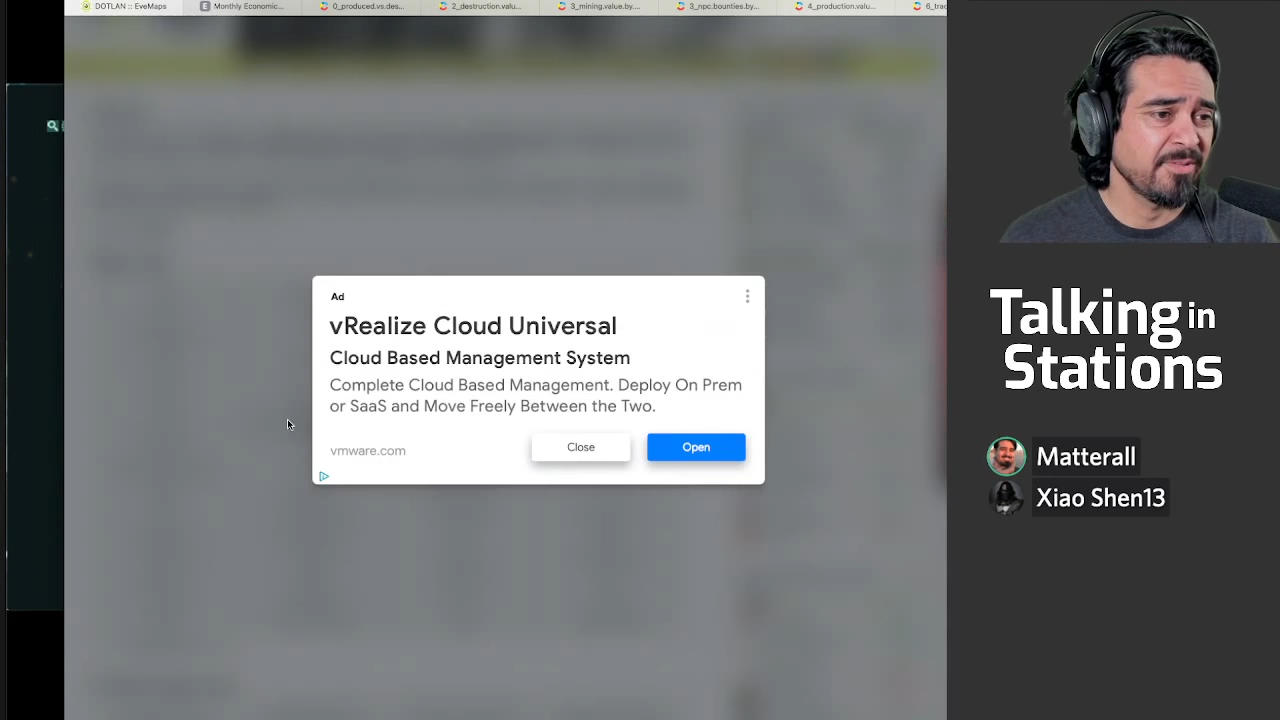 DOTLAN :: EveMaps
Monthly Economic...
0_produced.vs.des...
2_destruction.valu...
3_mining.value.by....
3_npc.bounties.by...
4_production.valu...
6_trad
Ad
vRealize Cloud Universal
Cloud Based Management System
Complete Cloud Based Management. Deploy On Prem
or SaaS and Move Freely Between the Two.
vmware.com
Close
Open
Talking in
Stations
Matterall
Xiao Shen13